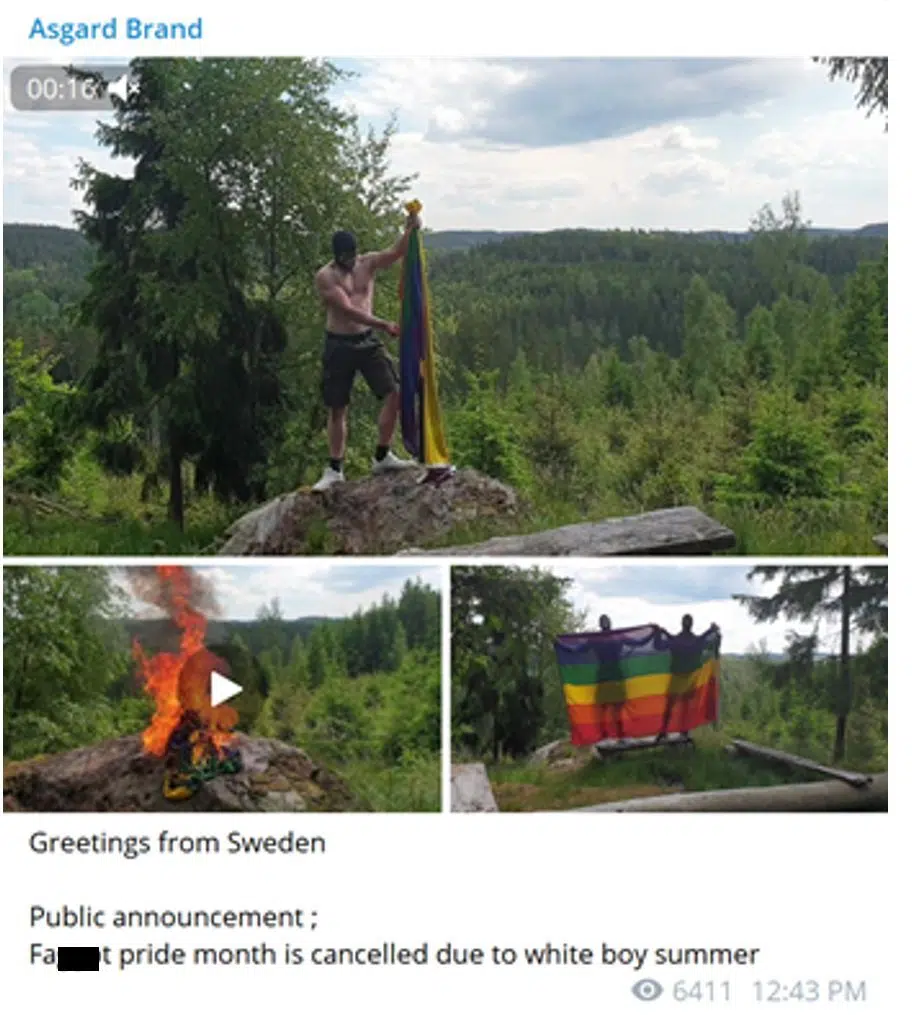 Asgard Brand
00:16
Greetings from Sweden
Public announcement ;
pride month is cancelled due to white boy summer
6411 12:43 PM